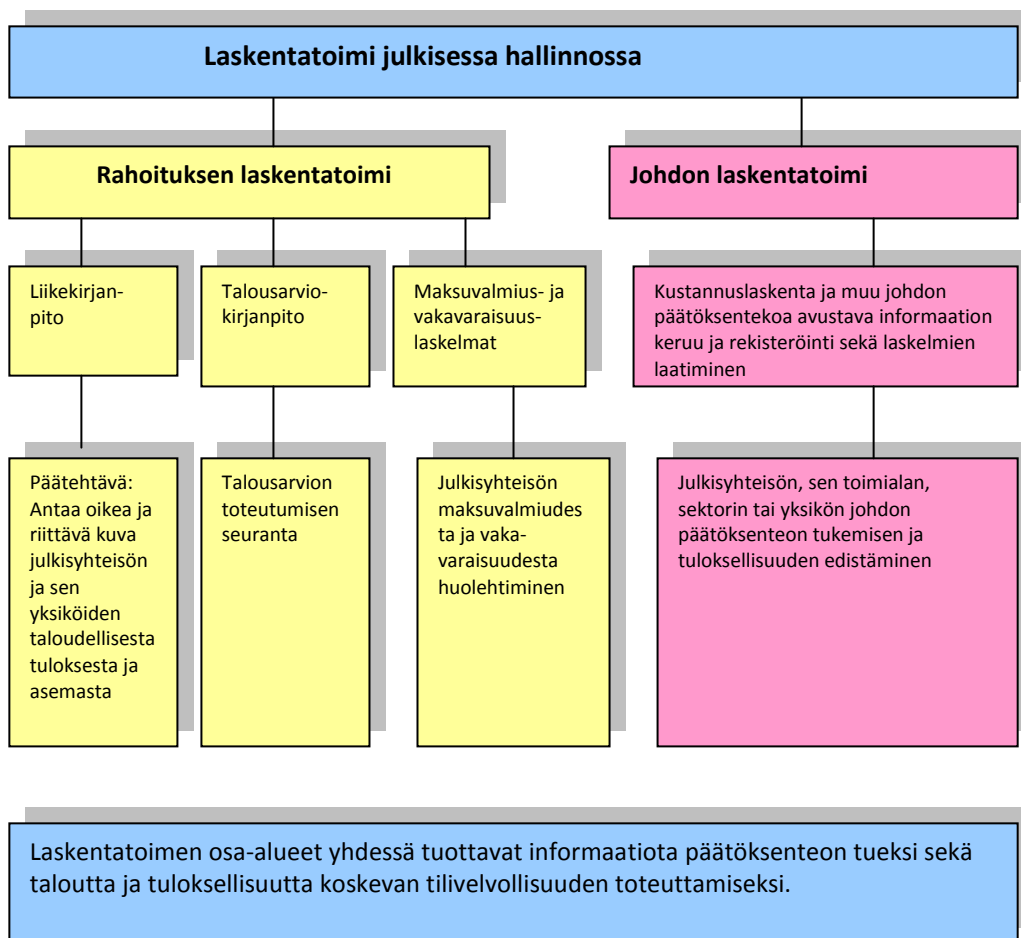 Laskentatoimi julkisessa hallinnossa
Rahoituksen laskentatoimi
Johdon laskentatoimi
Liikekirjan-
pito
Talousarvio-
kirjanpito
Maksuvalmius- ja
vakavaraisuus-
laskelmat
Kustannuslaskenta ja muu johdon
päätöksentekoa avustava informaation
keruu ja rekisteröinti sekä laskelmien
laatiminen
Päätehtävä:
Antaa oikea ja
riittävä kuva
julkisyhteisön
ja sen
yksiköiden
taloudellisesta
tuloksesta ja
asemasta
Talousarvion
toteutumisen
seuranta
Julkisyhteisön
maksuvalmiudes
ta ja vaka-
varaisuudesta
huolehtiminen
Julkisyhteisön, sen toimialan,
sektorin tai yksikön johdon
päätöksenteon tukemisen ja
tuloksellisuuden edistäminen
Laskentatoimen osa-alueet yhdessä tuottavat informaatiota päätöksenteon tueksi sekä
taloutta ja tuloksellisuutta koskevan tilivelvollisuuden toteuttamiseksi.